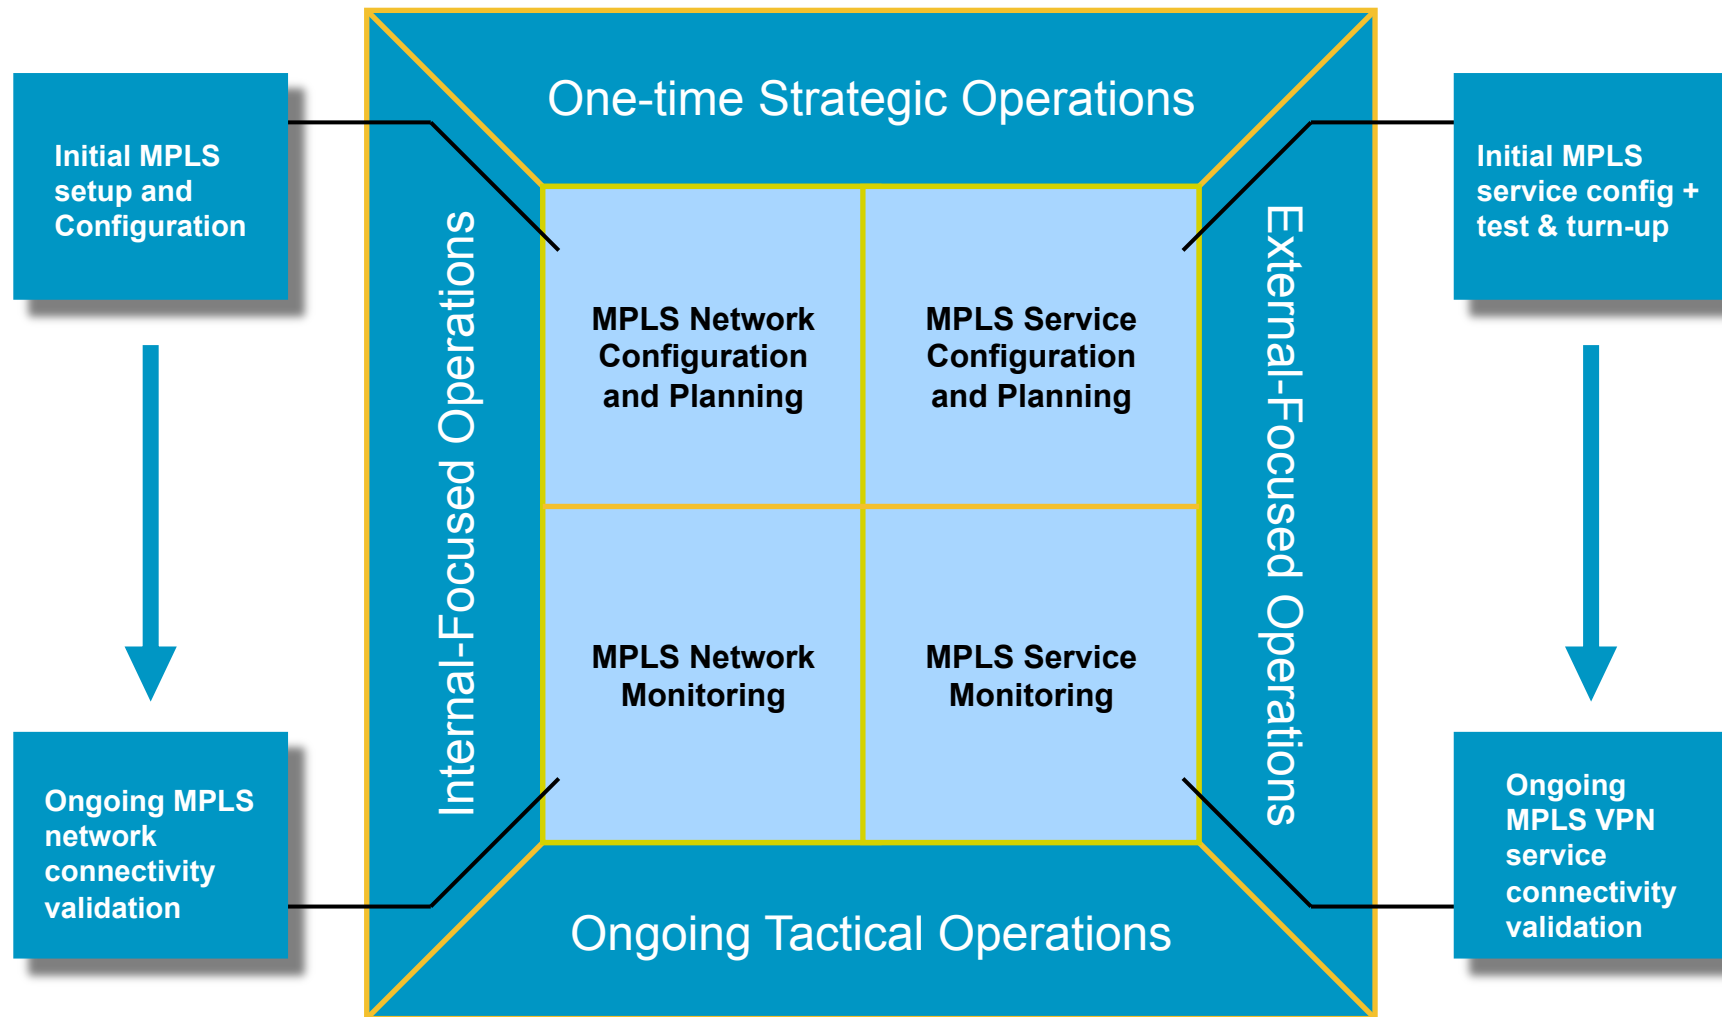 One-time Strategic Operations
Initial MPLS
setup and
Configuration
Initial MPLS
service config +
test & turn-up
Internal-Focused Operations
External-Focused Operations
MPLS Network
Configuration
and Planning
MPLS Service
Configuration
and Planning
MPLS Network
Monitoring
MPLS Service
Monitoring
Ongoing MPLS
network
connectivity
validation
Ongoing
MPLS VPN
service
connectivity
validation
Ongoing Tactical Operations